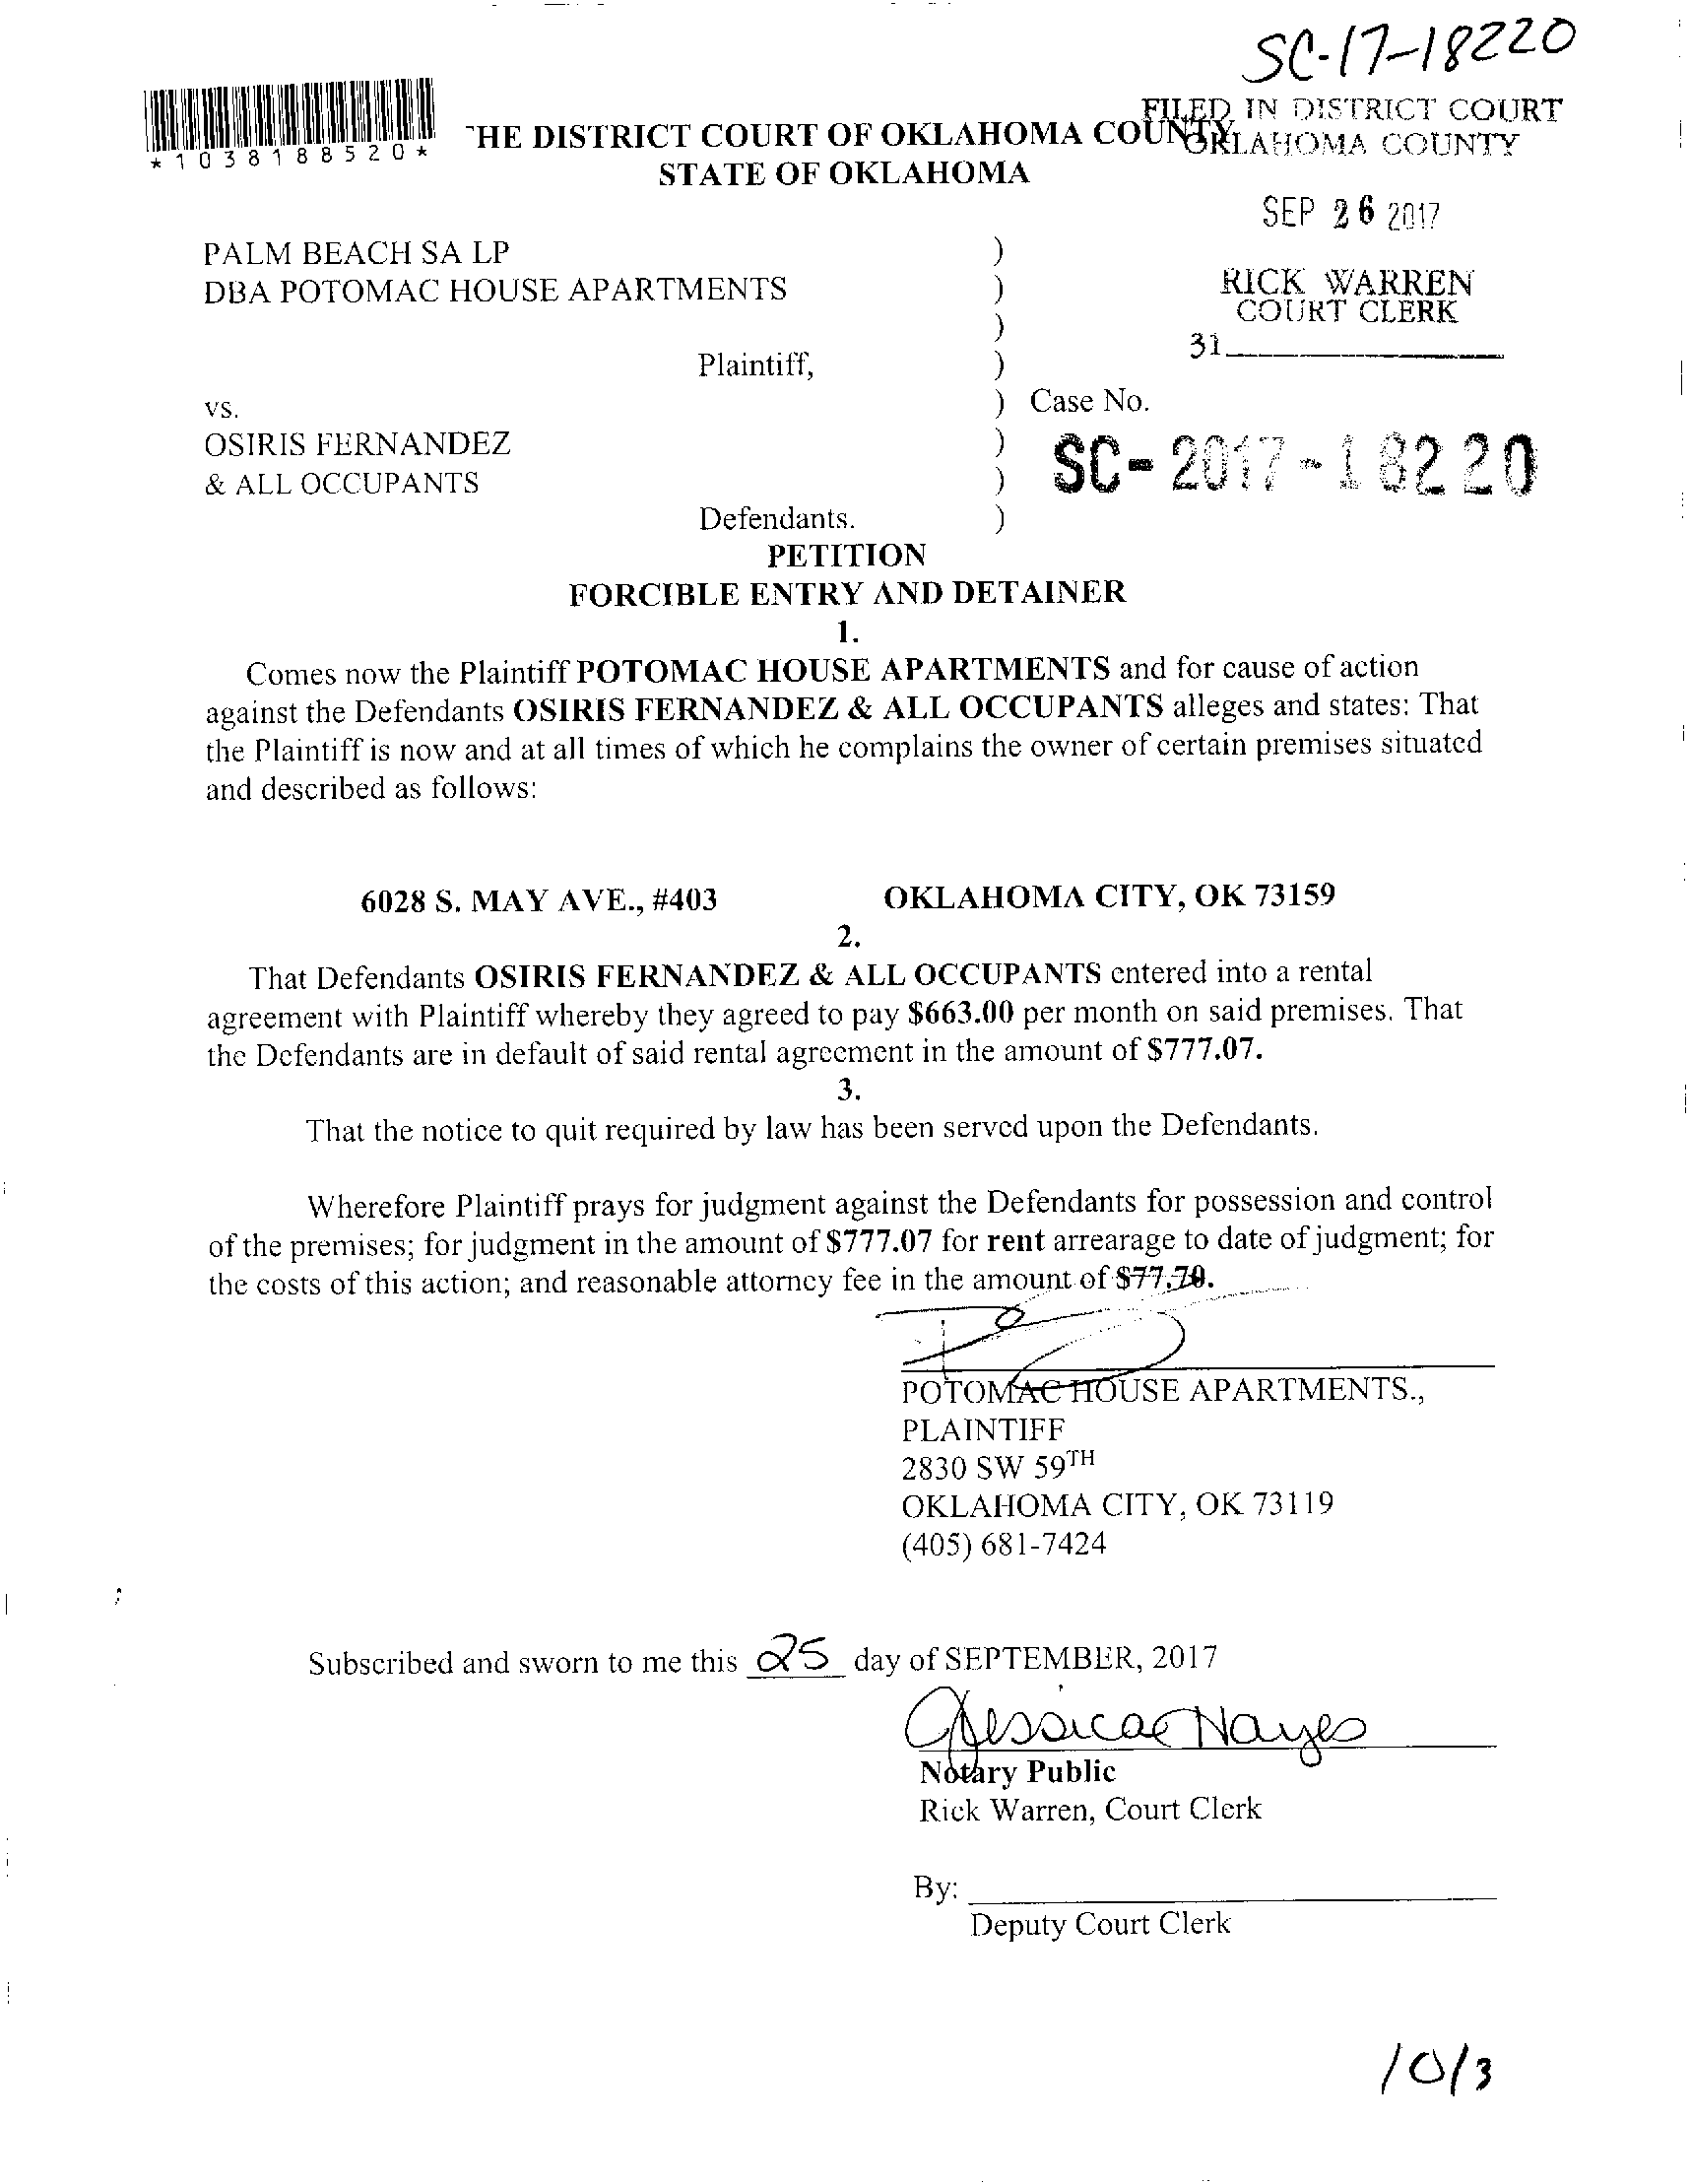 SC-17-18220
*1038188520*
THE DISTRICT COURT OF OKLAHOMA COUNTY
STATE OF OKLAHOMA
FILED IN DISTRICT COURT
OKLAHOMA COUNTY
SEP 26 2017
RICK WARREN
COURT CLERK
31
PALM BEACH SA LP )
DBA POTOMAC HOUSE APARTMENTS )
)
Plaintiff, )
vs. ) Case No.
OSIRIS FERNANDEZ ) SC-2017-18220
& ALL OCCUPANTS )
Defendants. )
PETITION
FORCIBLE ENTRY AND DETAINER
1.
Comes now the Plaintiff POTOMAC HOUSE APARTMENTS and for cause of action
against the Defendants OSIRIS FERNANDEZ & ALL OCCUPANTS alleges and states: That
the Plaintiff is now and at all times of which he complains the owner of certain premises situated
and described as follows:
6028 S. MAY AVE., #403 OKLAHOMA CITY, OK 73159
2.
That Defendants OSIRIS FERNANDEZ & ALL OCCUPANTS entered into a rental
agreement with Plaintiff whereby they agreed to pay $663.00 per month on said premises. That
the Defendants are in default of said rental agreement in the amount of $777.07.
3.
That the notice to quit required by law has been served upon the Defendants.
Wherefore Plaintiff prays for judgment against the Defendants for possession and control
of the premises; for judgment in the amount of $777.07 for rent arrearage to date of judgment; for
the costs of this action; and reasonable attorney fee in the amount of $77.70.
POTOMAC HOUSE APARTMENTS.,
PLAINTIFF
2830 SW 59TH
OKLAHOMA CITY, OK 73119
(405) 681-7424
Subscribed and sworn to me this 25 day of SEPTEMBER, 2017
Jessicae Hayes
Notary Public
Rick Warren, Court Clerk
By:
Deputy Court Clerk
10/3